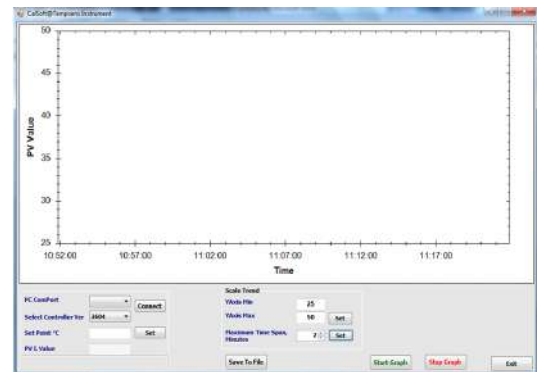 CalSoft@Tempsens Instrument
50
45
40
35
30
25
PV Value
10:52:00 10:57:00 11:02:00 11:07:00 11:12:00 11:17:00
Time
PC ComPort
Connect
Select Controller Ver 3504
Set Point °C Set
PV 1 Value
Scale Trend
YAxis Min 25
YAxis Max 50 Set
Maximum Time Span,
Minutes 7 Set
Save To File
Start Graph Stop Graph Exit